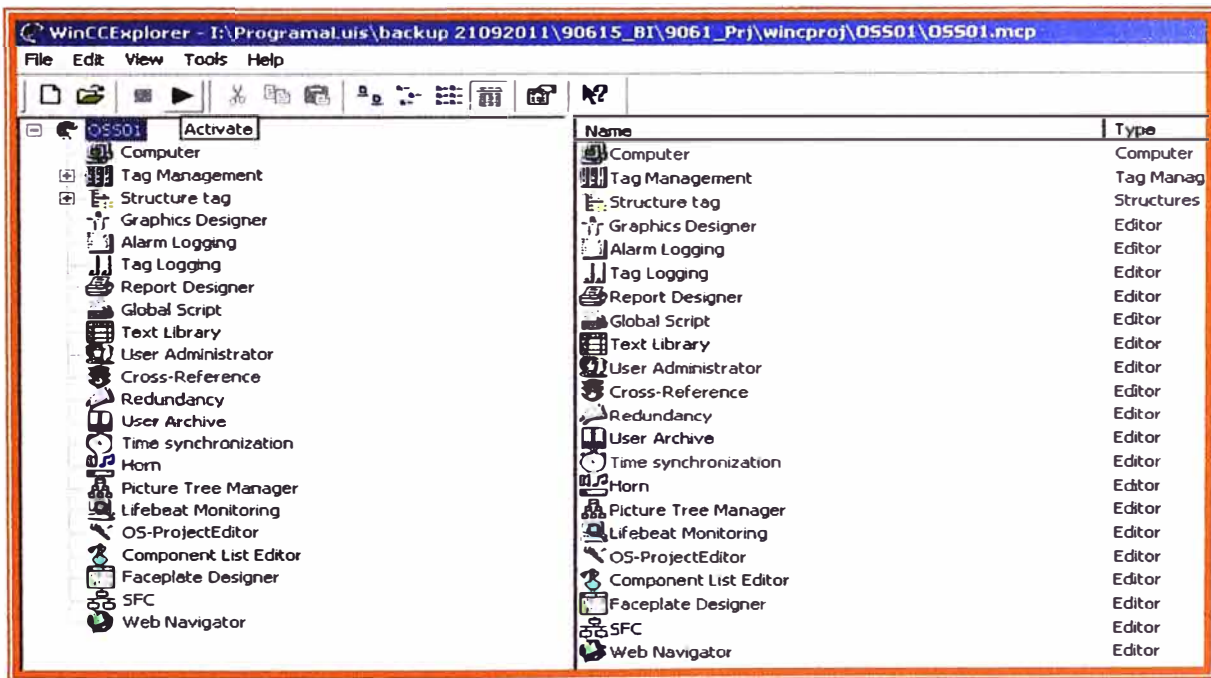 WinCCExplorer - I:\ProgramaLuis\backup 21092011\90615_BI\9061_Prj\wincproj\OSS01\OSS01.mcp
File Edit View Tools Help
OSS01 Activate
Computer
Tag Management
Structure tag
Graphics Designer
Alarm Logging
Tag Logging
Report Designer
Global Script
Text Library
User Administrator
Cross-Reference
Redundancy
User Archive
Time synchronization
Horn
Picture Tree Manager
Lifebeat Monitoring
OS-ProjectEditor
Component List Editor
Faceplate Designer
SFC
Web Navigator
Name Type
Computer Computer
Tag Management Tag Manag
Structure tag Structures
Graphics Designer Editor
Alarm Logging Editor
Tag Logging Editor
Report Designer Editor
Global Script Editor
Text Library Editor
User Administrator Editor
Cross-Reference Editor
Redundancy Editor
User Archive Editor
Time synchronization Editor
Horn Editor
Picture Tree Manager Editor
Lifebeat Monitoring Editor
OS-ProjectEditor Editor
Component List Editor Editor
Faceplate Designer Editor
SFC Editor
Web Navigator Editor